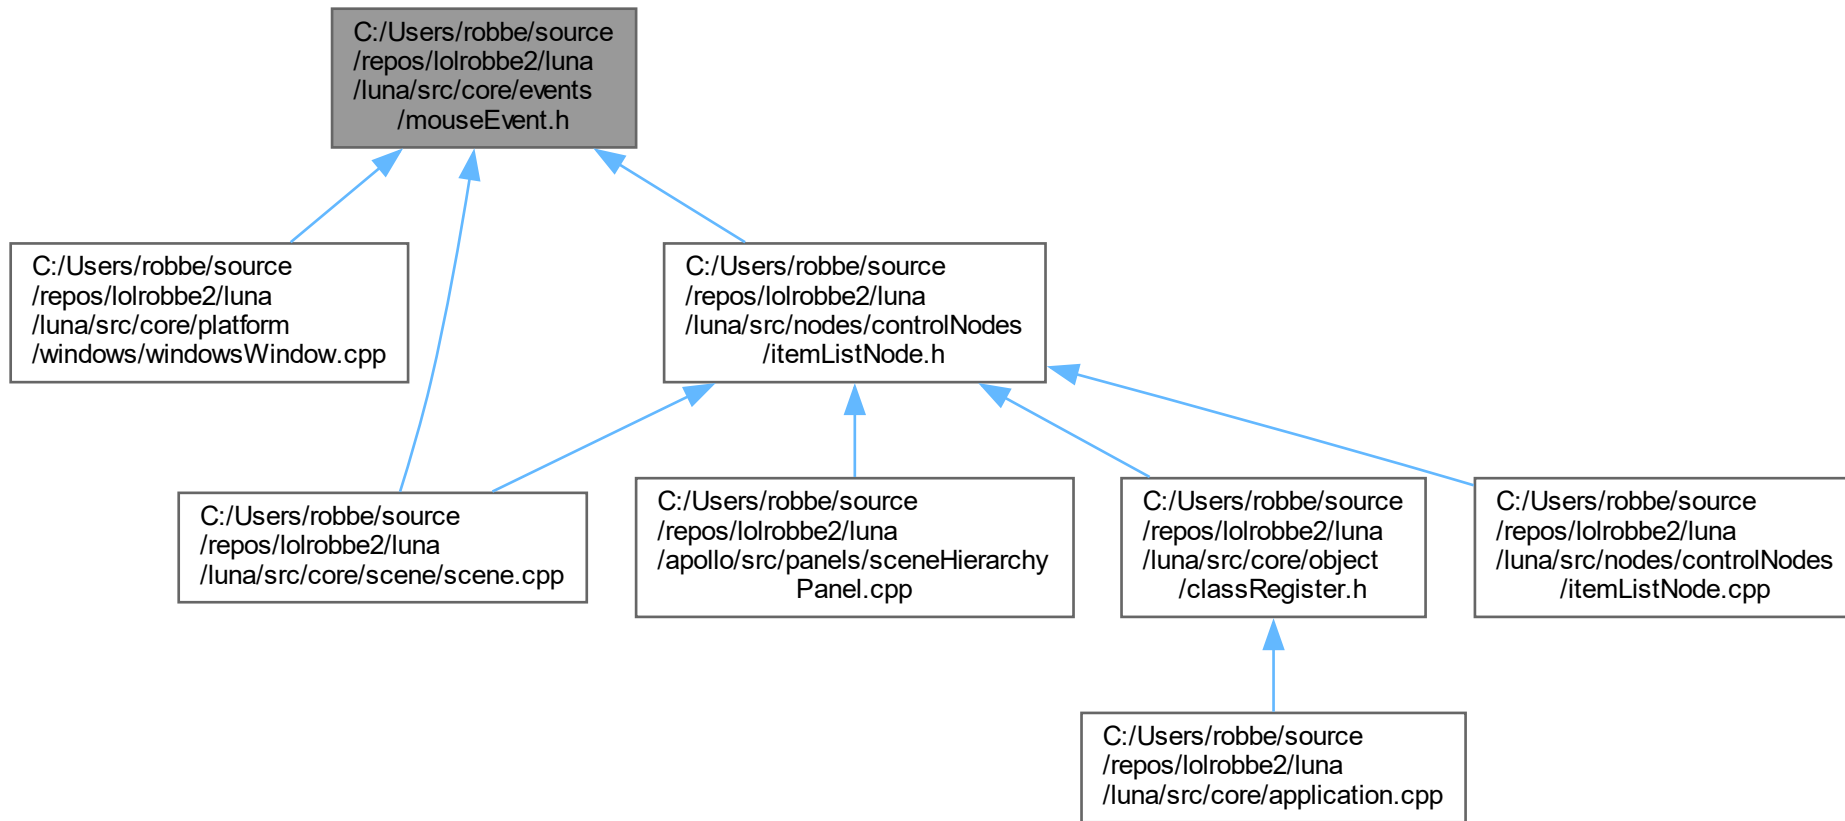 C:/Users/robbe/source
/repos/lolrobbe2/luna
/luna/src/core/events
/mouseEvent.h
C:/Users/robbe/source
/repos/lolrobbe2/luna
/luna/src/core/platform
/windows/windowsWindow.cpp
C:/Users/robbe/source
/repos/lolrobbe2/luna
/luna/src/nodes/controlNodes
/itemListNode.h
C:/Users/robbe/source
/repos/lolrobbe2/luna
/luna/src/core/scene/scene.cpp
C:/Users/robbe/source
/repos/lolrobbe2/luna
/apollo/src/panels/sceneHierarchy
Panel.cpp
C:/Users/robbe/source
/repos/lolrobbe2/luna
/luna/src/core/object
/classRegister.h
C:/Users/robbe/source
/repos/lolrobbe2/luna
/luna/src/nodes/controlNodes
/itemListNode.cpp
C:/Users/robbe/source
/repos/lolrobbe2/luna
/luna/src/core/application.cpp